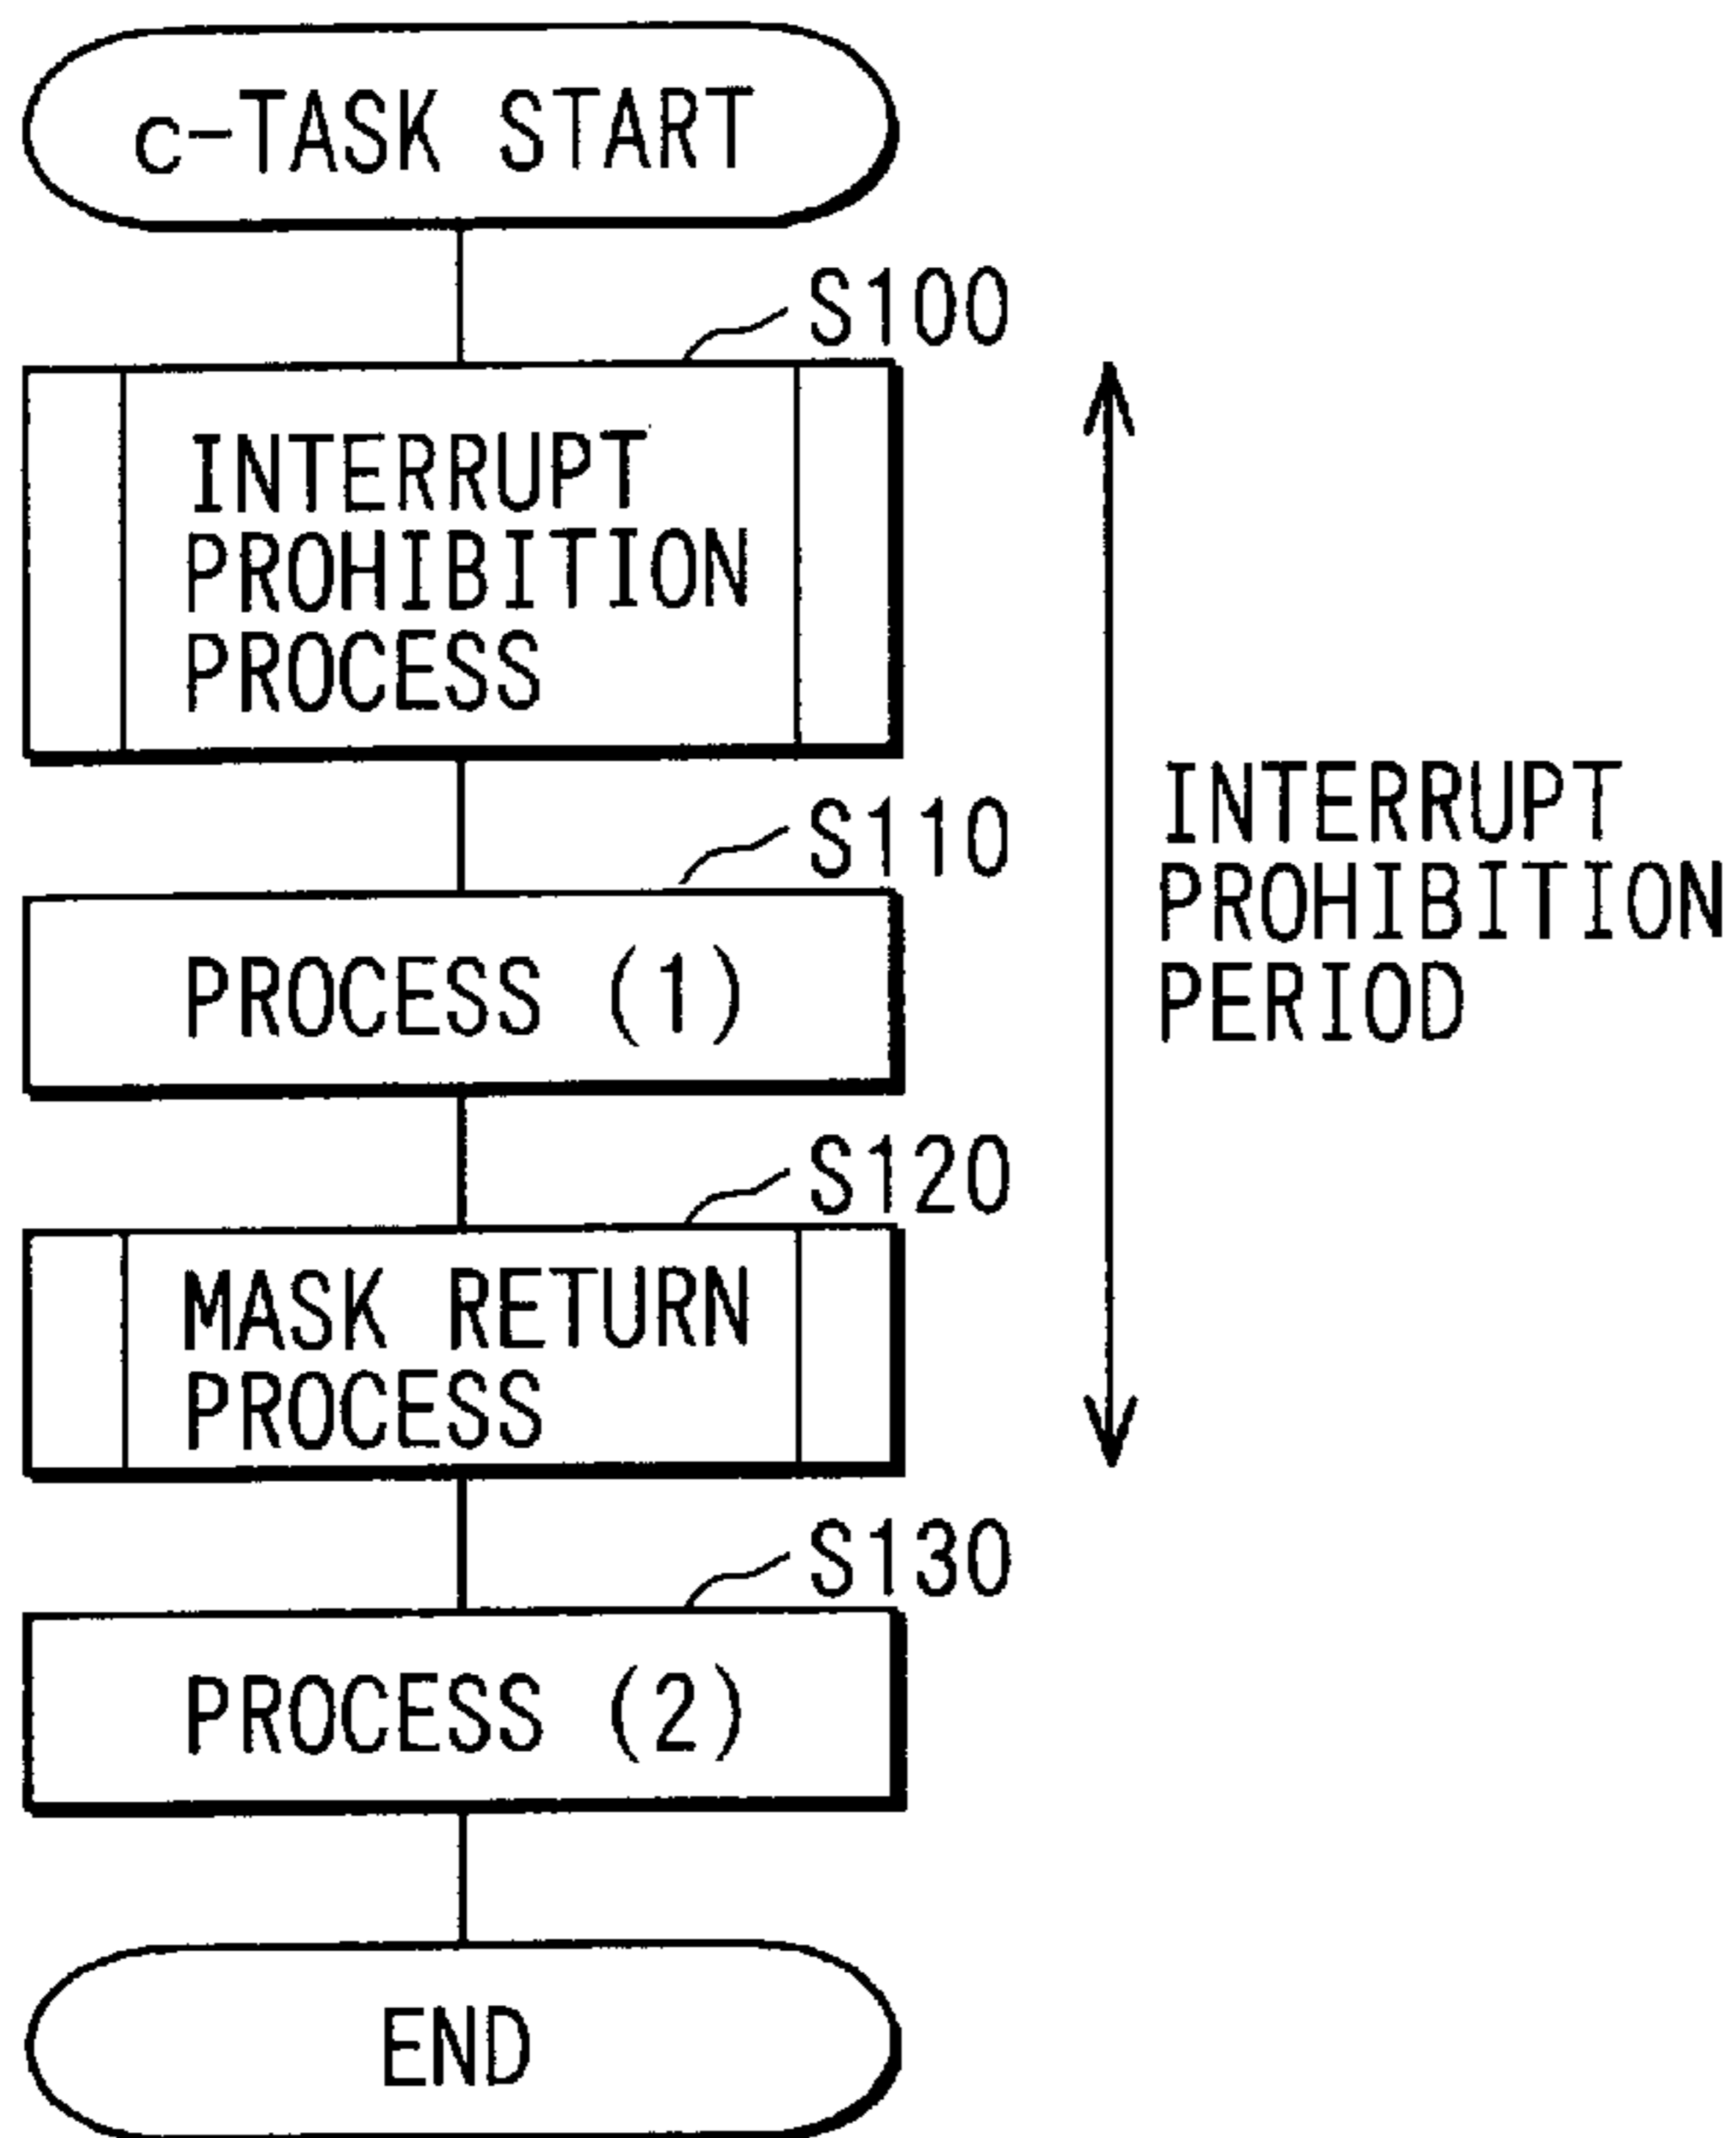 c-TASK START
S100
INTERRUPT
PROHIBITION
PROCESS
S110
PROCESS (1)
S120
MASK RETURN
PROCESS
S130
PROCESS (2)
END
INTERRUPT
PROHIBITION
PERIOD